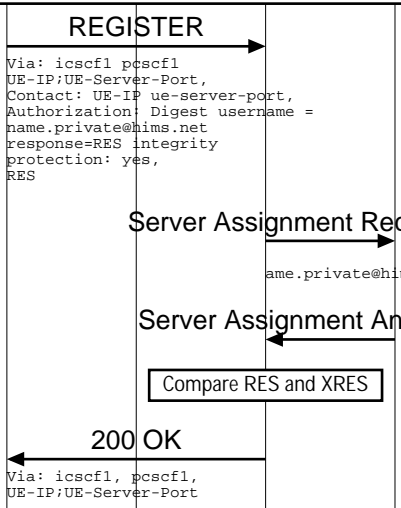 REGISTER
Via: icscf1 pcscf1
UE-IP;UE-Server-Port,
Contact: UE-IP ue-server-port,
Authorization: Digest username =
name.private@hims.net
response=RES integrity
protection: yes,
RES
Server Assignment Req
ame.private@hi
Server Assignment An
Compare RES and XRES
200 OK
Via: icscf1, pcscf1,
UE-IP;UE-Server-Port